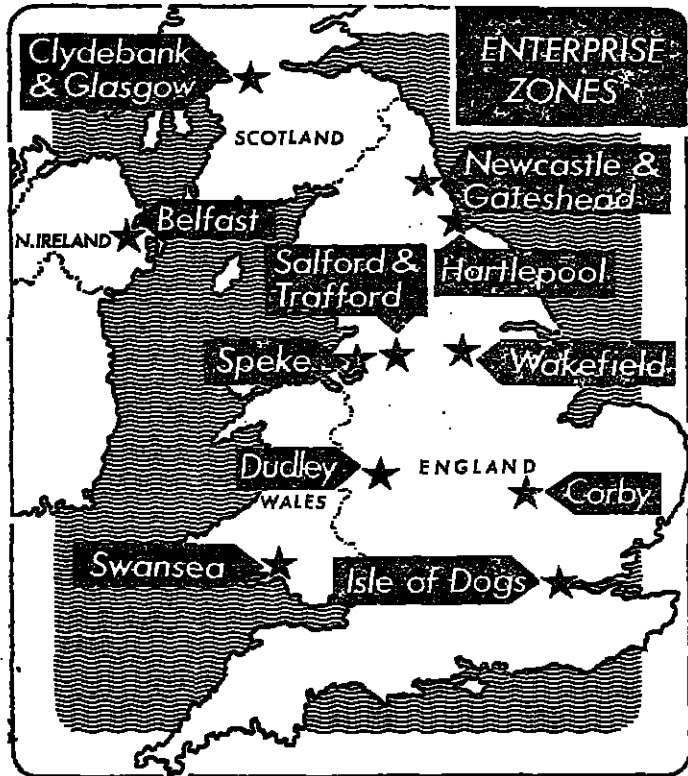 Clydebank
& Glasgow
ENTERPRISE
ZONES
SCOTLAND
Newcastle &
Gateshead
Belfast
N.IRELAND
Salford &
Trafford
Hartlepool
Speke
Wakefield
Dudley
ENGLAND
WALES
Corby
Swansea
Isle of Dogs